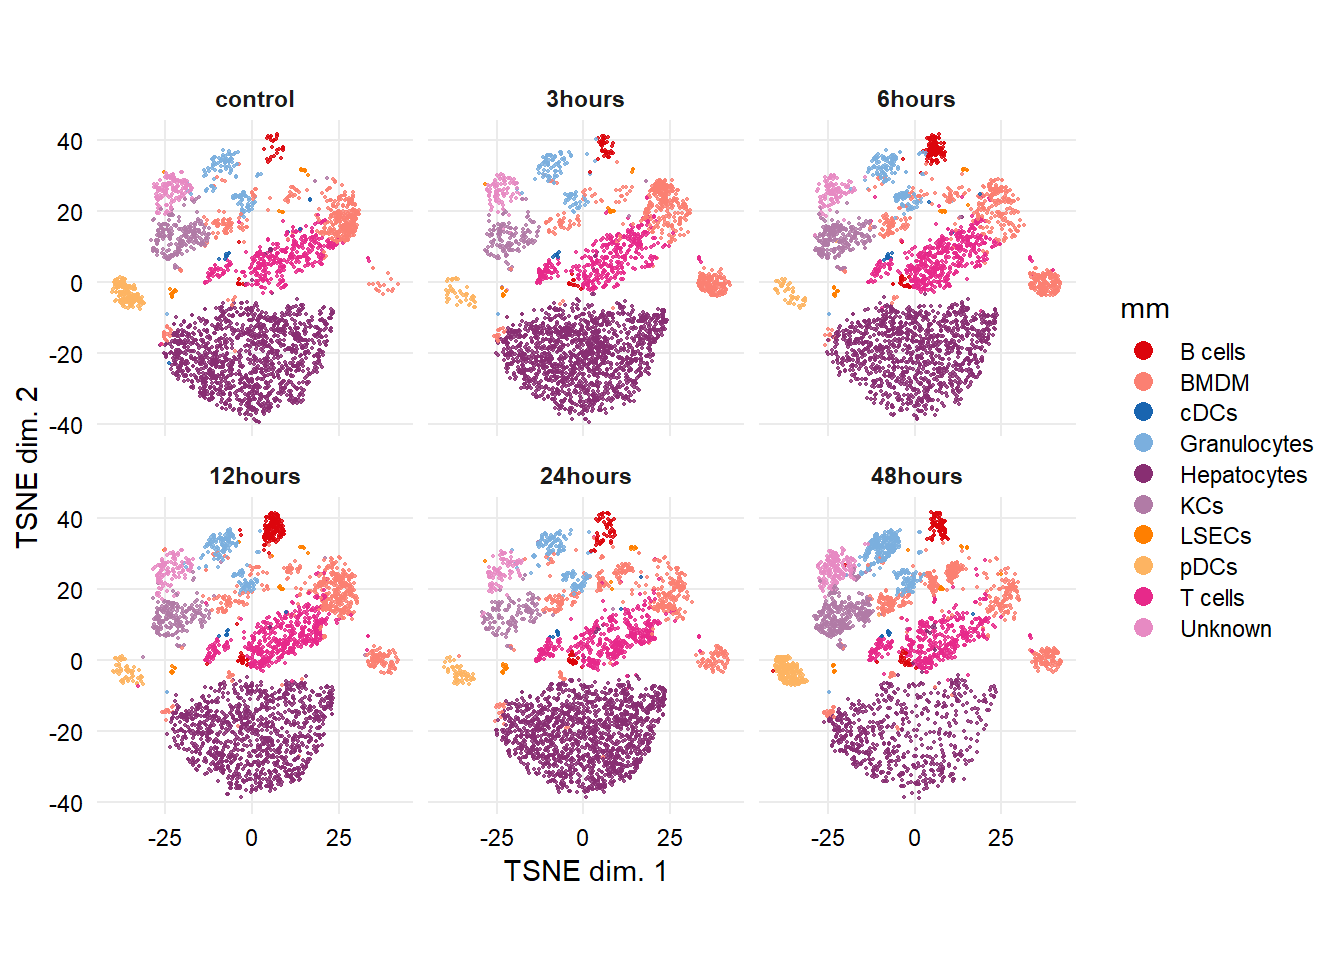 control
3hours
6hours
40
20
0
-20
-40
12hours
24hours
48hours
40
20
0
-20
-40
-25
0
25
-25
0
25
-25
0
25
TSNE dim. 1
TSNE dim. 2
mm
B cells
BMDM
cDCs
Granulocytes
Hepatocytes
KCs
LSECs
pDCs
T cells
Unknown